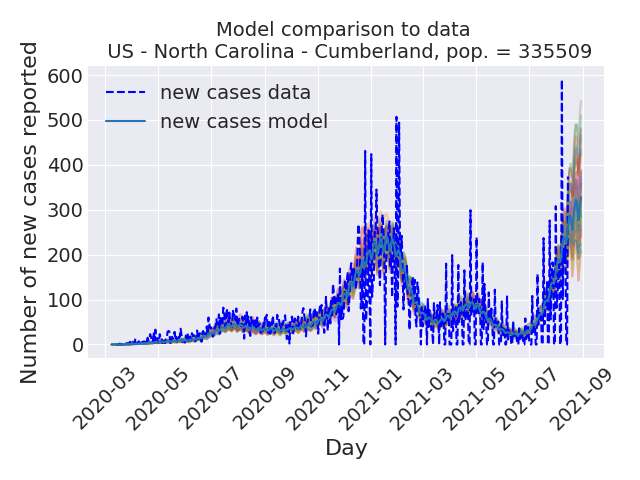 Model comparison to data
US - North Carolina - Cumberland, pop. = 335509
Number of new cases reported
600
500
400
300
200
100
0
new cases data
new cases model
2020-03
2020-05
2020-07
2020-09
2020-11
2021-01
2021-03
2021-05
2021-07
2021-09
Day